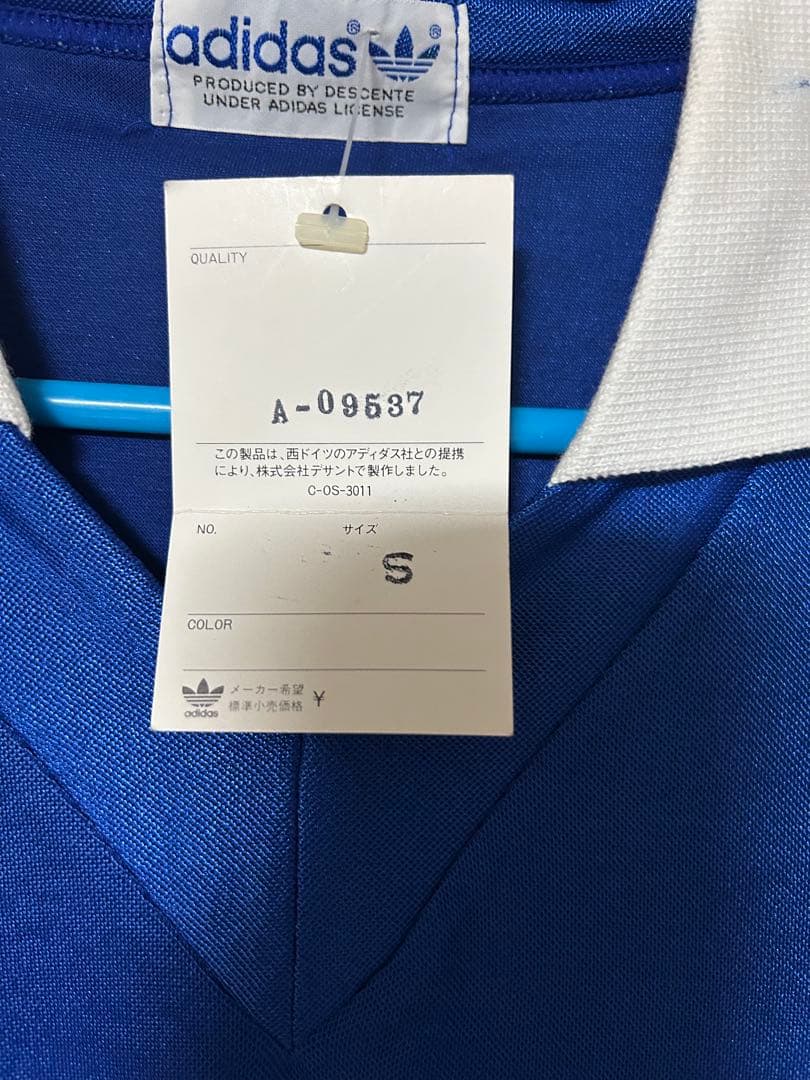 adidas®
®
PRODUCED BY DESCENTE
UNDER ADIDAS LICENSE
QUALITY
A-09537
この製品は、西ドイツのアディダス社との提携
により、株式会社デサントで製作しました。
C-OS-3011
NO. サイズ
S
COLOR
adidas
メーカー希望
標準小売価格 ¥